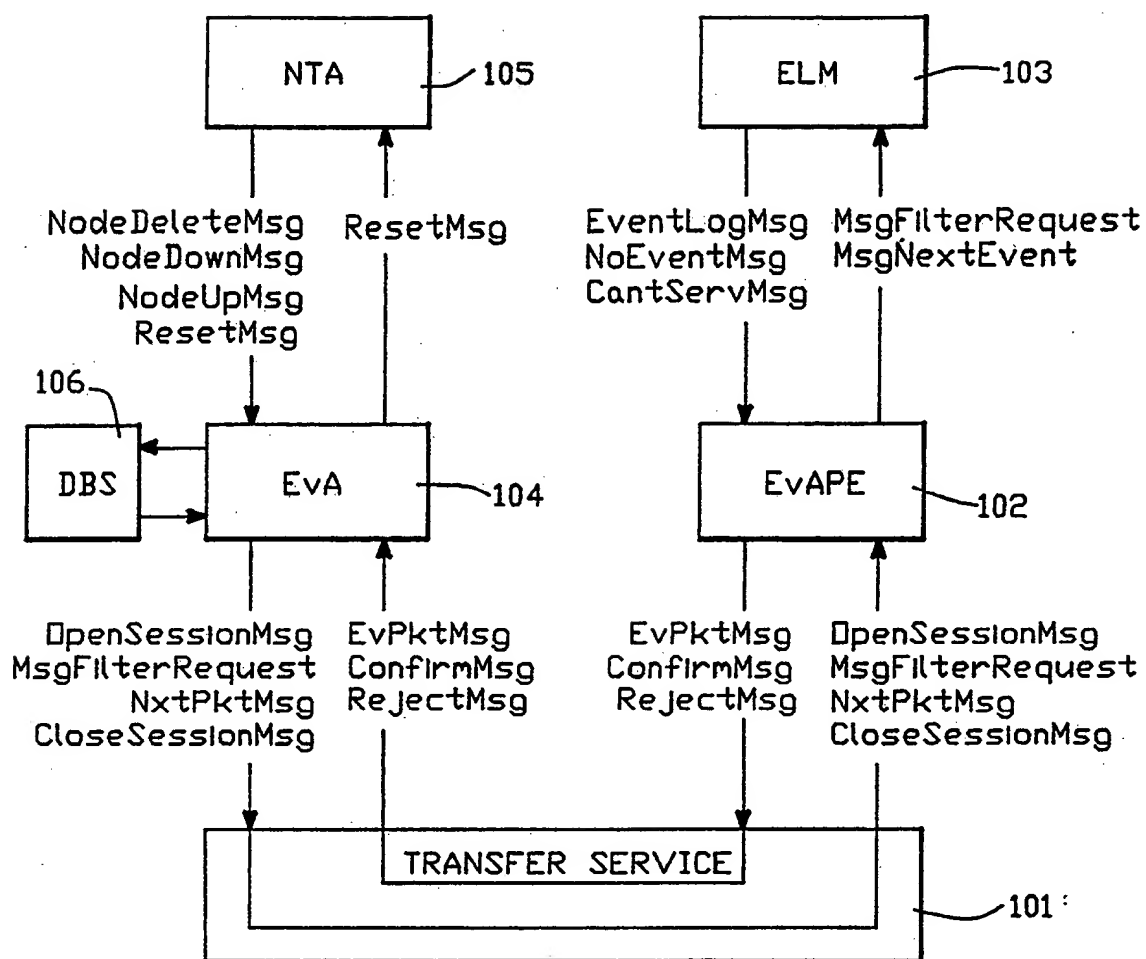 NTA
105
ELM
103
NodeDeleteMsg
NodeDownMsg
NodeUpMsg
ResetMsg
ResetMsg
EventLogMsg
NoEventMsg
CantServMsg
MsgFilterRequest
MsgNextEvent
106
DBS
EvA
104
EvAPE
102
OpenSessionMsg
MsgFilterRequest
NxtPktMsg
CloseSessionMsg
EvPktMsg
ConfirmMsg
RejectMsg
EvPktMsg
ConfirmMsg
RejectMsg
OpenSessionMsg
MsgFilterRequest
NxtPktMsg
CloseSessionMsg
TRANSFER SERVICE
101